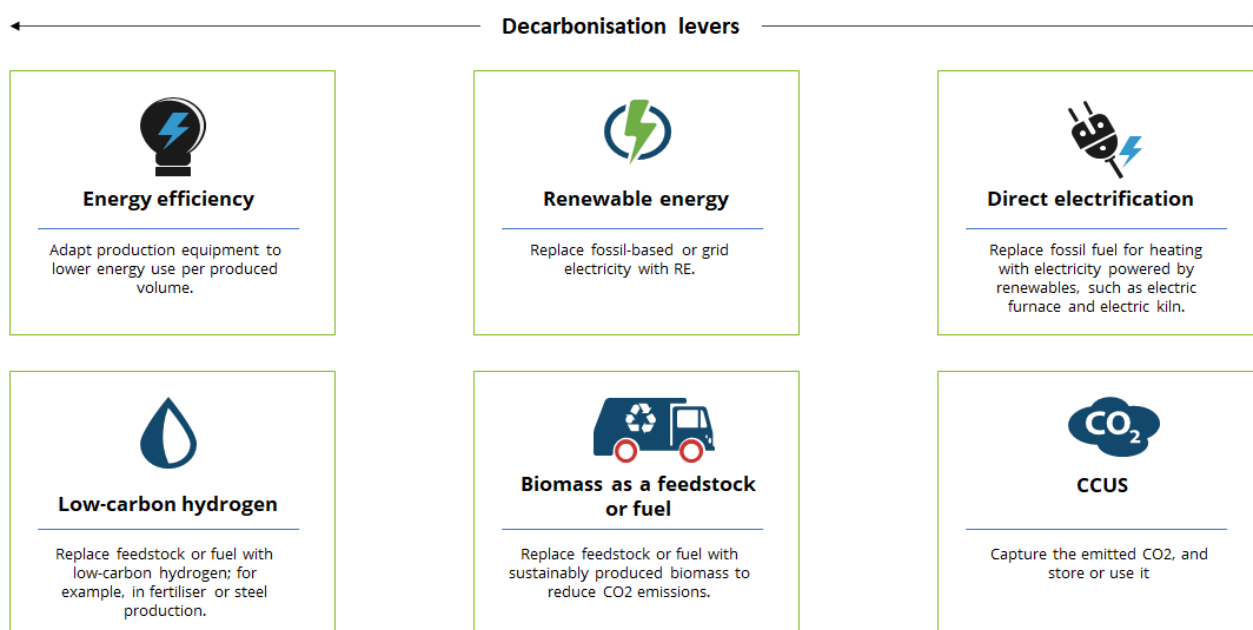 Decarbonisation levers
Energy efficiency
Adapt production equipment to
lower energy use per produced
volume.
Renewable energy
Replace fossil-based or grid
electricity with RE.
Direct electrification
Replace fossil fuel for heating
with electricity powered by
renewables, such as electric
furnace and electric kiln.
Low-carbon hydrogen
Replace feedstock or fuel with
low-carbon hydrogen; for
example, in fertiliser or steel
production.
Biomass as a feedstock
or fuel
Replace feedstock or fuel with
sustainably produced biomass to
reduce CO2 emissions.
CO2
CCUS
Capture the emitted CO2, and
store or use it